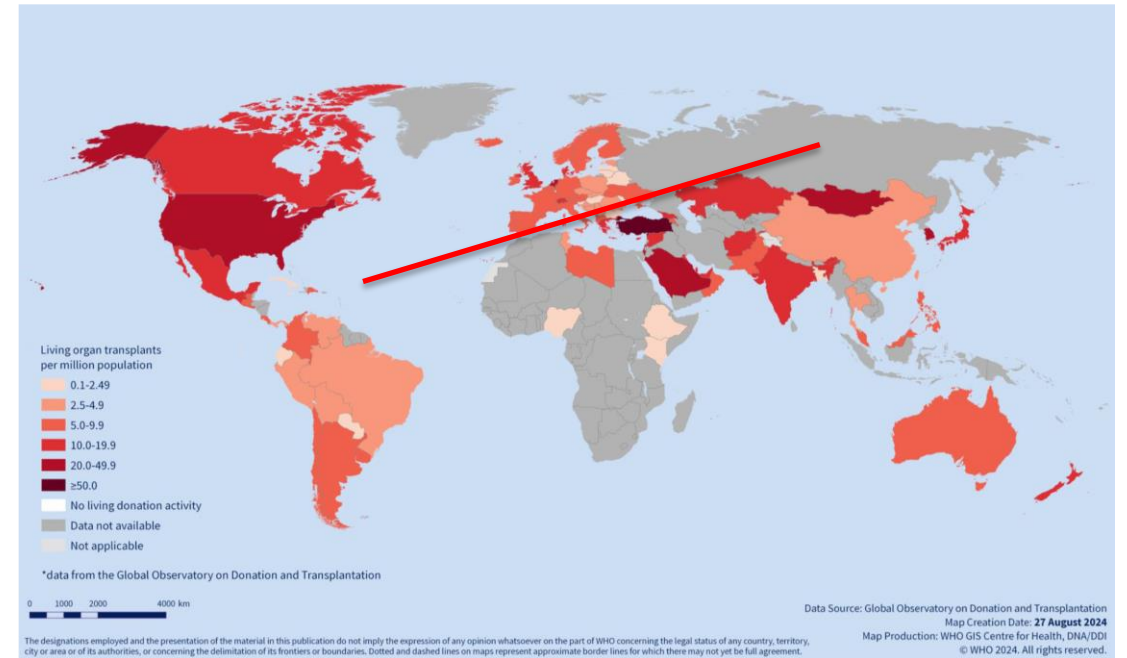 Living organ transplants
per million population
0.1-2.49
2.5-4.9
5.0-9.9
10.0-19.9
20.0-49.9
≥50.0
No living donation activity
Data not available
Not applicable
*data from the Global Observatory on Donation and Transplantation
0 1000 2000 4000 km
Data Source: Global Observatory on Donation and Transplantation
Map Creation Date: 27 August 2024
Map Production: WHO GIS Centre for Health, DNA/DDI
© WHO 2024. All rights reserved.
The designations employed and the presentation of the material in this publication do not imply the expression of any opinion whatsoever on the part of WHO concerning the legal status of any country, territory,
city or area or of its authorities, or concerning the delimitation of its frontiers or boundaries. Dotted and dashed lines on maps represent approximate border lines for which there may not yet be full agreement.